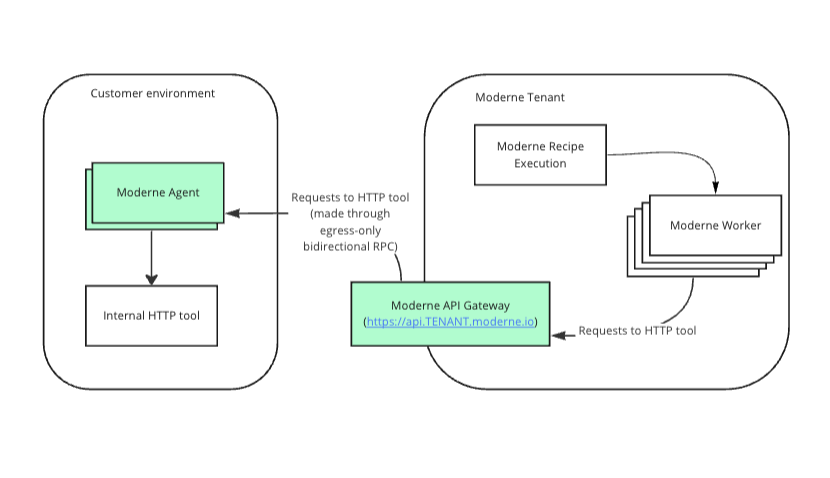 Customer environment
Moderne Agent
Internal HTTP tool
Requests to HTTP tool
(made through
egress-only
bidirectional RPC)
Moderne Tenant
Moderne Recipe
Execution
Moderne Worker
Moderne API Gateway
(https://api.TENANT.moderne.io)
Requests to HTTP tool